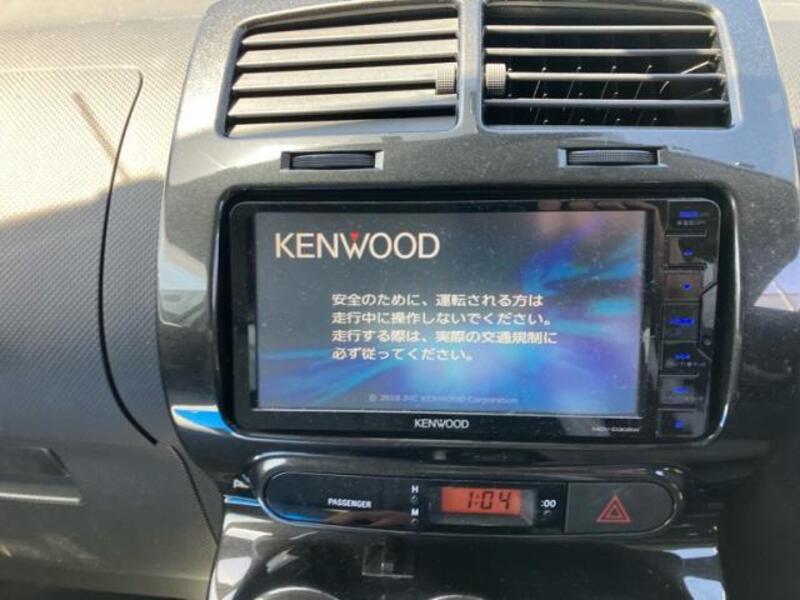 KENWOOD
安全のために、運転される方は
走行中に操作しないでください。
走行する際は、実際の交通規制に
必ず従ってください。
© 2018 JVC KENWOOD Corporation
KENWOOD
PASSENGER
H
M
1:04
:00